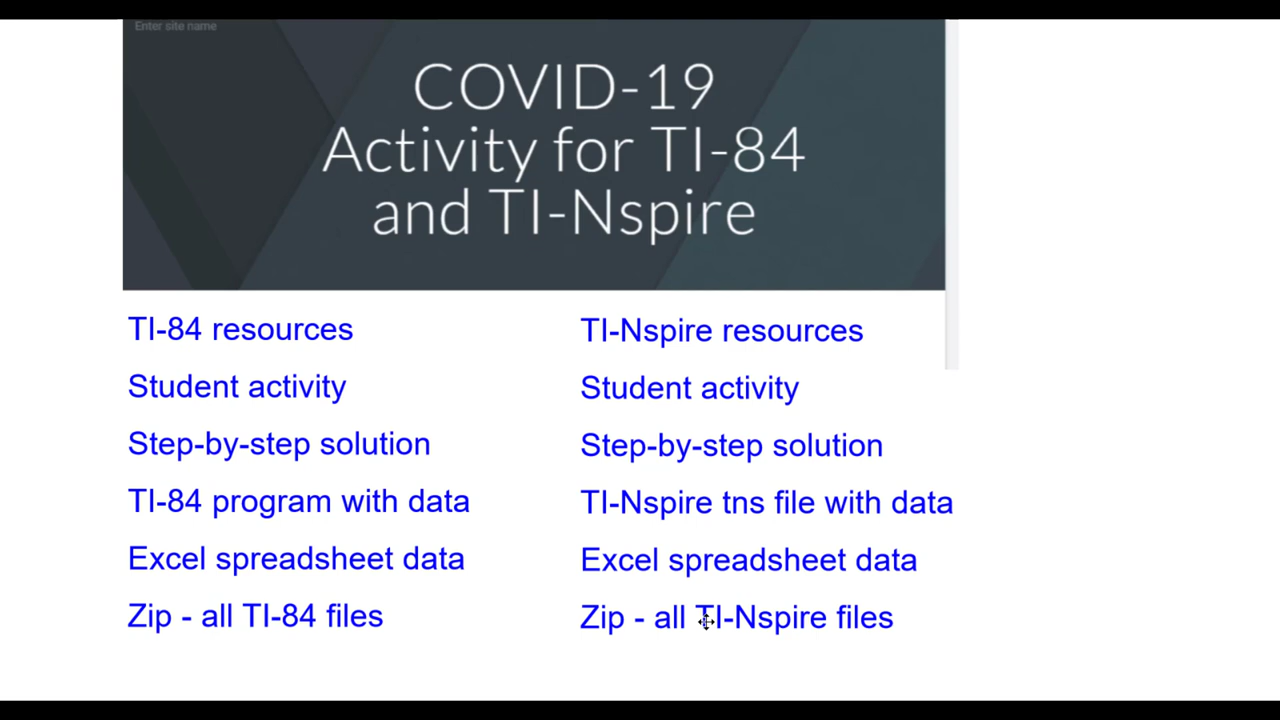 Enter site name
COVID-19
Activity for TI-84
and TI-Nspire
TI-84 resources
Student activity
Step-by-step solution
TI-84 program with data
Excel spreadsheet data
Zip - all TI-84 files
TI-Nspire resources
Student activity
Step-by-step solution
TI-Nspire tns file with data
Excel spreadsheet data
Zip - all TI-Nspire files